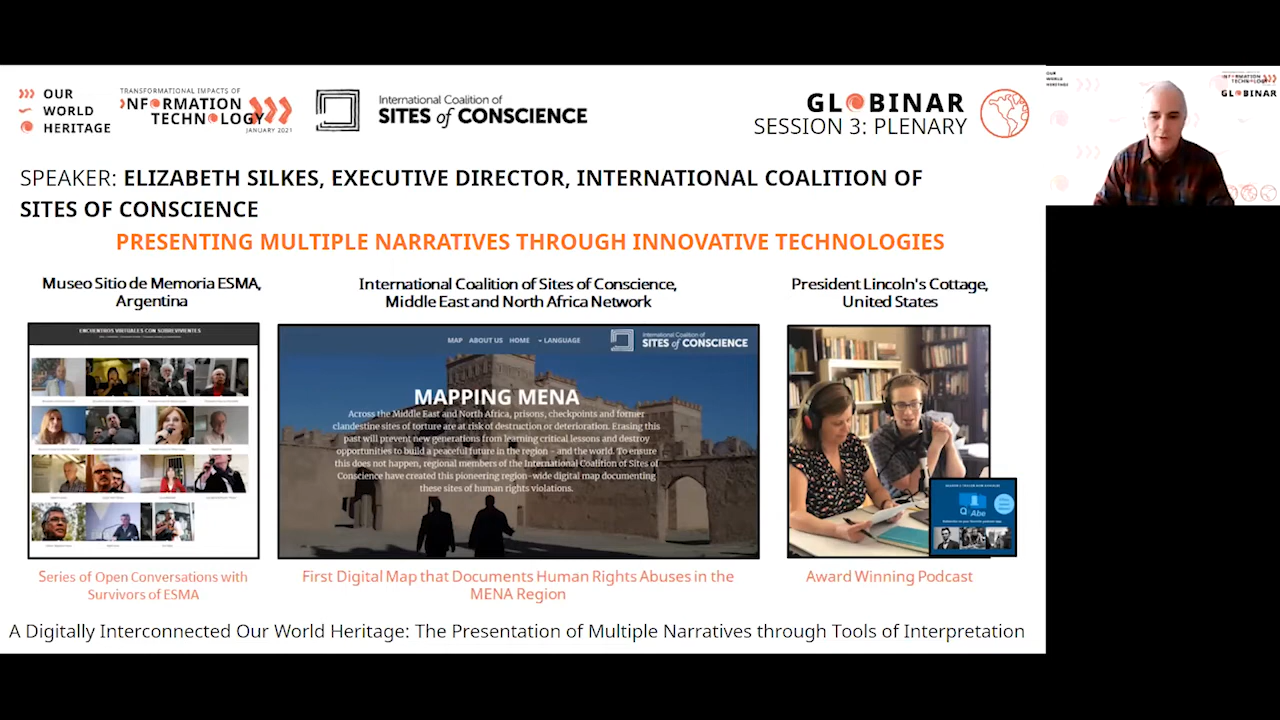 OUR
WORLD
HERITAGE
TRANSFORMATIONAL IMPACTS OF
INFORMATION
TECHNOLOGY
JANUARY 2021
International Coalition of
SITES of CONSCIENCE
GLOBINAR
SESSION 3: PLENARY
SPEAKER: ELIZABETH SILKES, EXECUTIVE DIRECTOR, INTERNATIONAL COALITION OF
SITES OF CONSCIENCE
PRESENTING MULTIPLE NARRATIVES THROUGH INNOVATIVE TECHNOLOGIES
Museo Sitio de Memoria ESMA,
Argentina
ENCUENTROS VIRTUALES CON SOBREVIVIENTES
Series of Open Conversations with
Survivors of ESMA
International Coalition of Sites of Conscience,
Middle East and North Africa Network
MAP ABOUT US HOME LANGUAGE
International Coalition of
SITES of CONSCIENCE
MAPPING MENA
Across the Middle East and North Africa, prisons, checkpoints and former
clandestine sites of torture are at risk of destruction or deterioration. Erasing this
past will prevent new generations from learning critical lessons and destroy
opportunities to build a peaceful future in the region - and the world. To ensure
this does not happen, regional members of the International Coalition of Sites of
Conscience have created this pioneering region-wide digital map documenting
these sites of human rights violations.
First Digital Map that Documents Human Rights Abuses in the
MENA Region
President Lincoln's Cottage,
United States
Q Abe
Award Winning Podcast
A Digitally Interconnected Our World Heritage: The Presentation of Multiple Narratives through Tools of Interpretation
OUR
WORLD
HERITAGE
INFORMATION
TECHNOLOGY
GLOBINAR